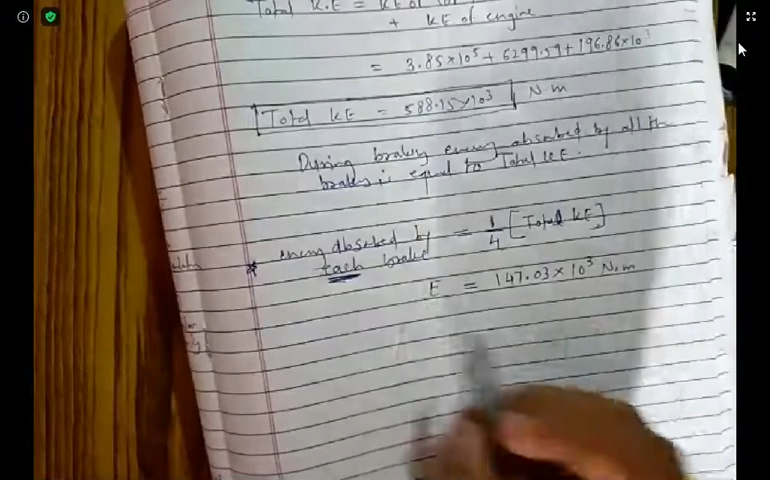 Total K.E = KE of
+ KE of engine
= 3.85×10⁵ + 6299.59 + 196.86×10³
Total KE = 588.15×10³ N m
During braking energy absorbed by all the
brakes is equal to Total KE.
* energy absorbed by = 1/4 [Total KE]
each brake
E = 147.03 × 10³ N.m